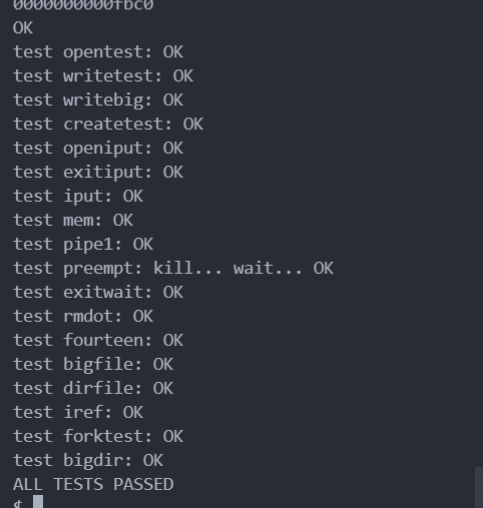 0000000000fbc0
OK
test opentest: OK
test writetest: OK
test writebig: OK
test createtest: OK
test openiput: OK
test exitiput: OK
test iput: OK
test mem: OK
test pipe1: OK
test preempt: kill... wait... OK
test exitwait: OK
test rmdot: OK
test fourteen: OK
test bigfile: OK
test dirfile: OK
test iref: OK
test forktest: OK
test bigdir: OK
ALL TESTS PASSED
$